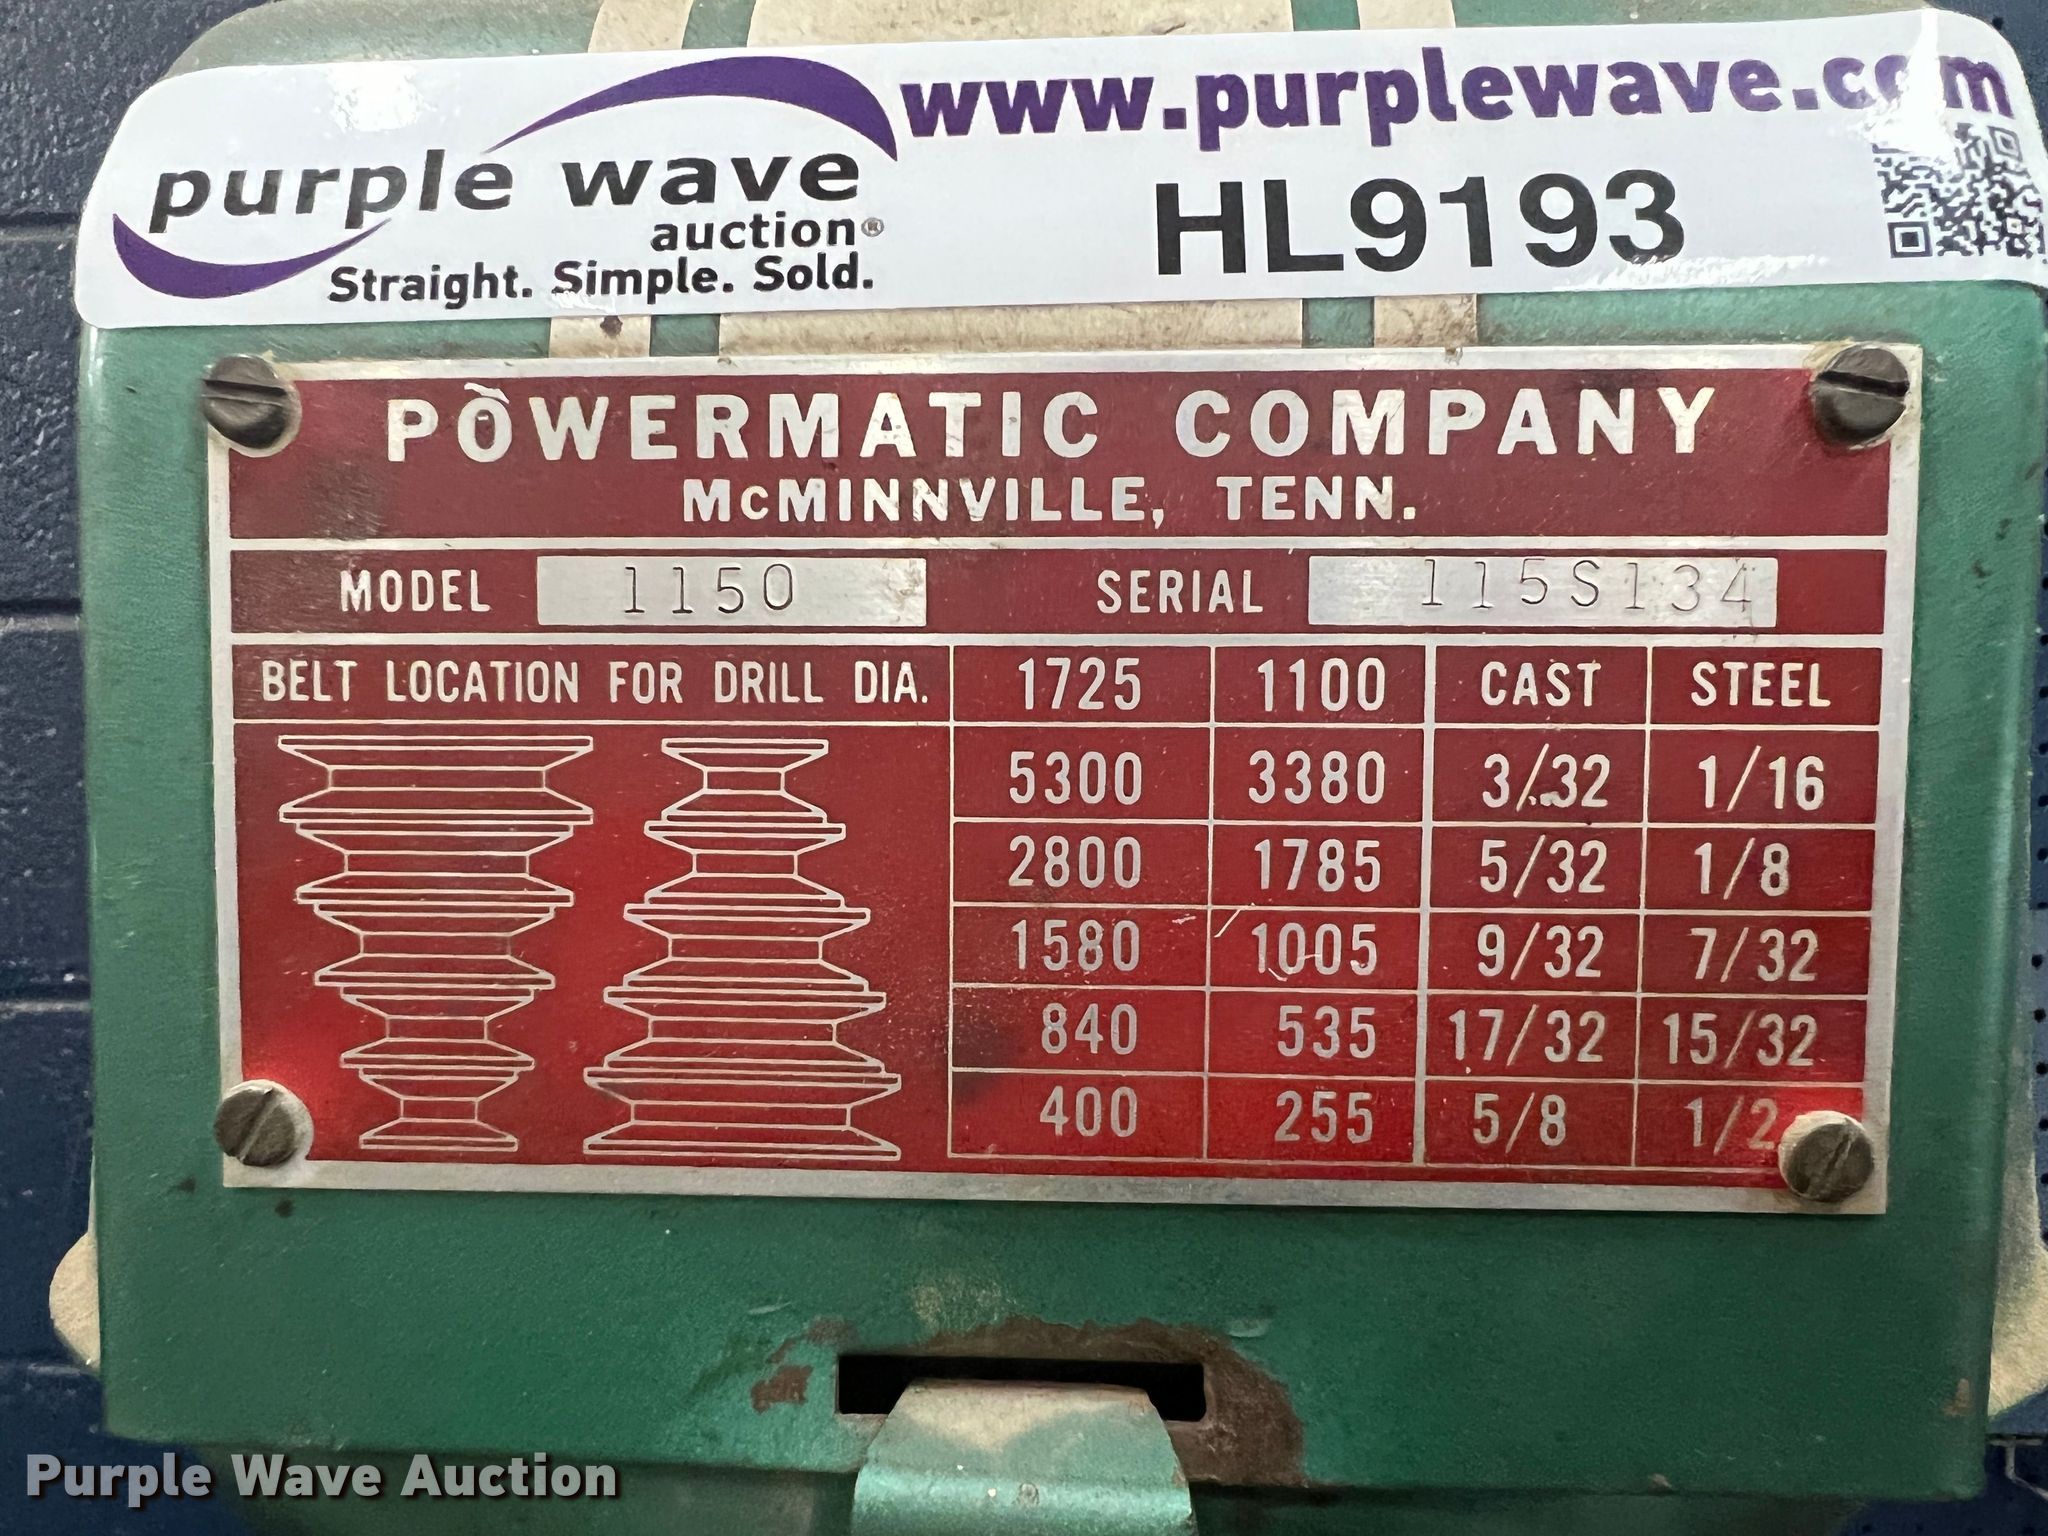 www.purplewave.com
purple wave
auction®
Straight. Simple. Sold.
HL9193
POWERMATIC COMPANY
McMINNVILLE, TENN.
MODEL 1150 SERIAL 115S134
BELT LOCATION FOR DRILL DIA. 1725 1100 CAST STEEL
5300 3380 3/32 1/16
2800 1785 5/32 1/8
1580 1005 9/32 7/32
840 535 17/32 15/32
400 255 5/8 1/2
Purple Wave Auction